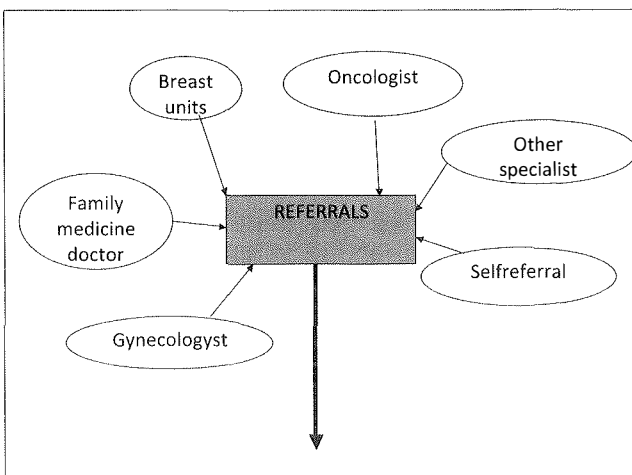 Breast
units
Oncologist
Other
specialist
Family
medicine
doctor
REFERRALS
Selfreferral
Gynecologyst